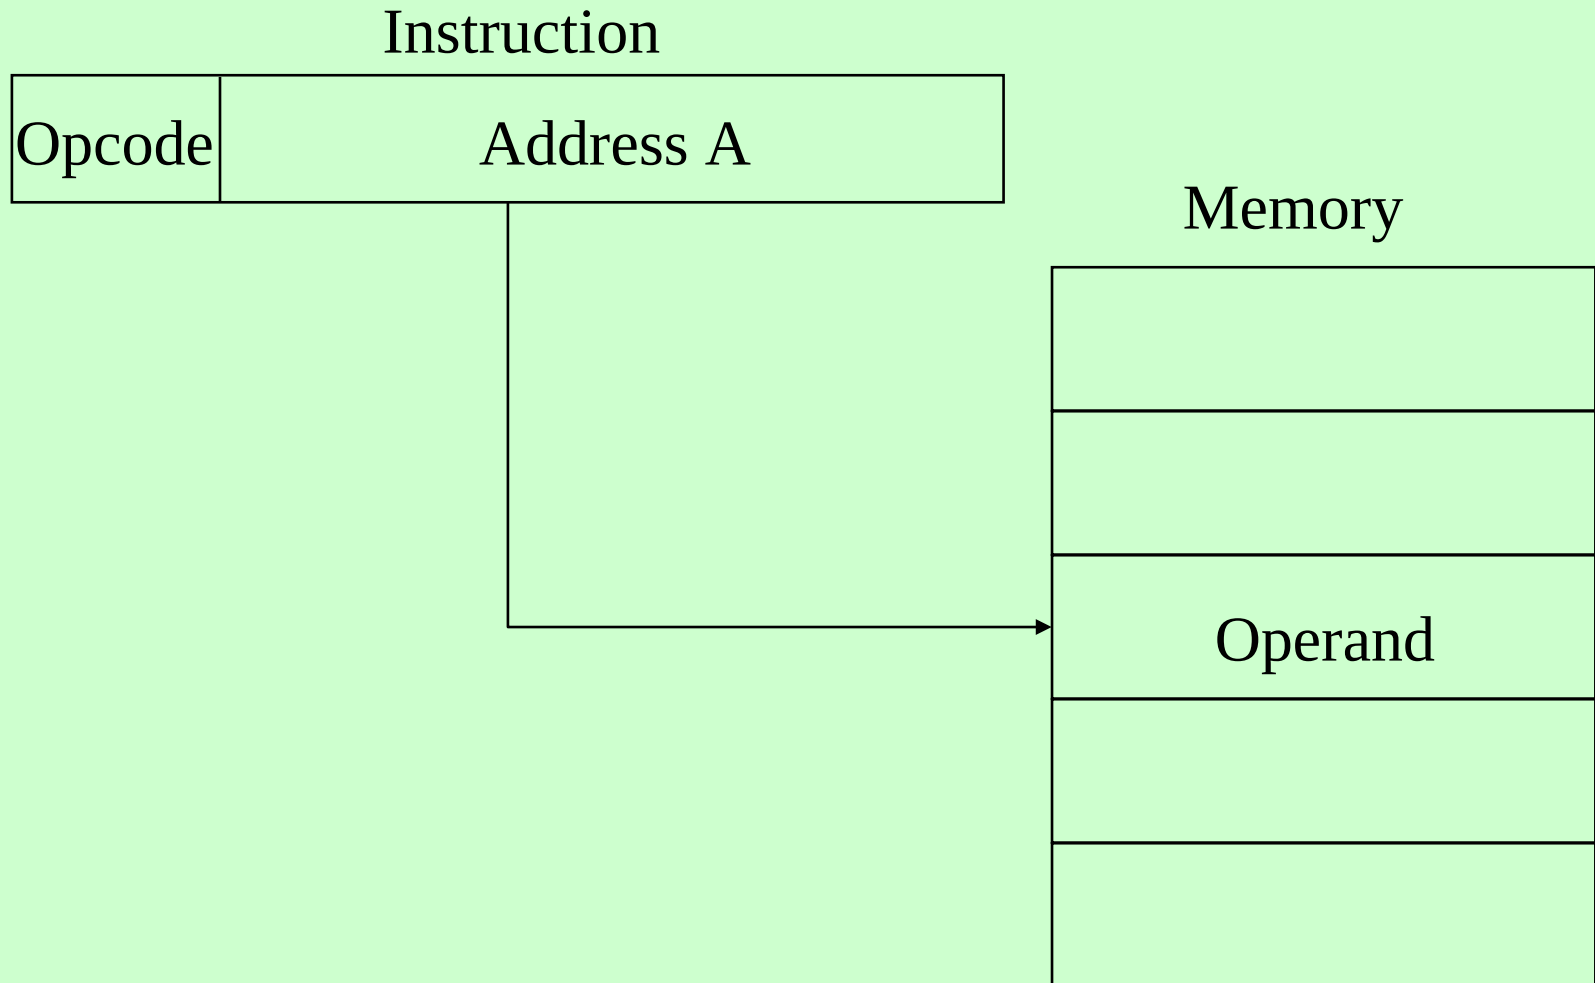 Instruction
Opcode
Address A
Memory
Operand